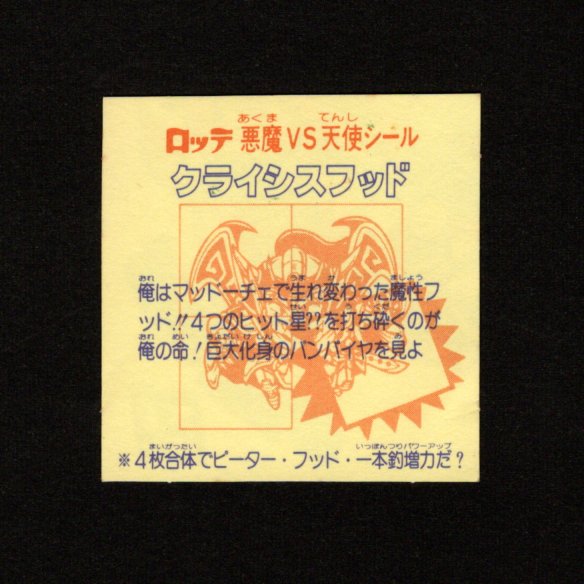 あくま てんし
ロッテ 悪魔VS天使シール
クライシスフッド
おれ うま か ましょう
俺はマッドーチェで生れ変わった魔性フ
せい う くだ
ッド!!4つのヒット星??を打ち砕くのが
おれ めい きょだいけしん み
俺の命!巨大化身のバンパイヤを見よ
まいがったい いっぽんつりパワーアップ
※4枚合体でピーター・フッド・一本釣増力だ?